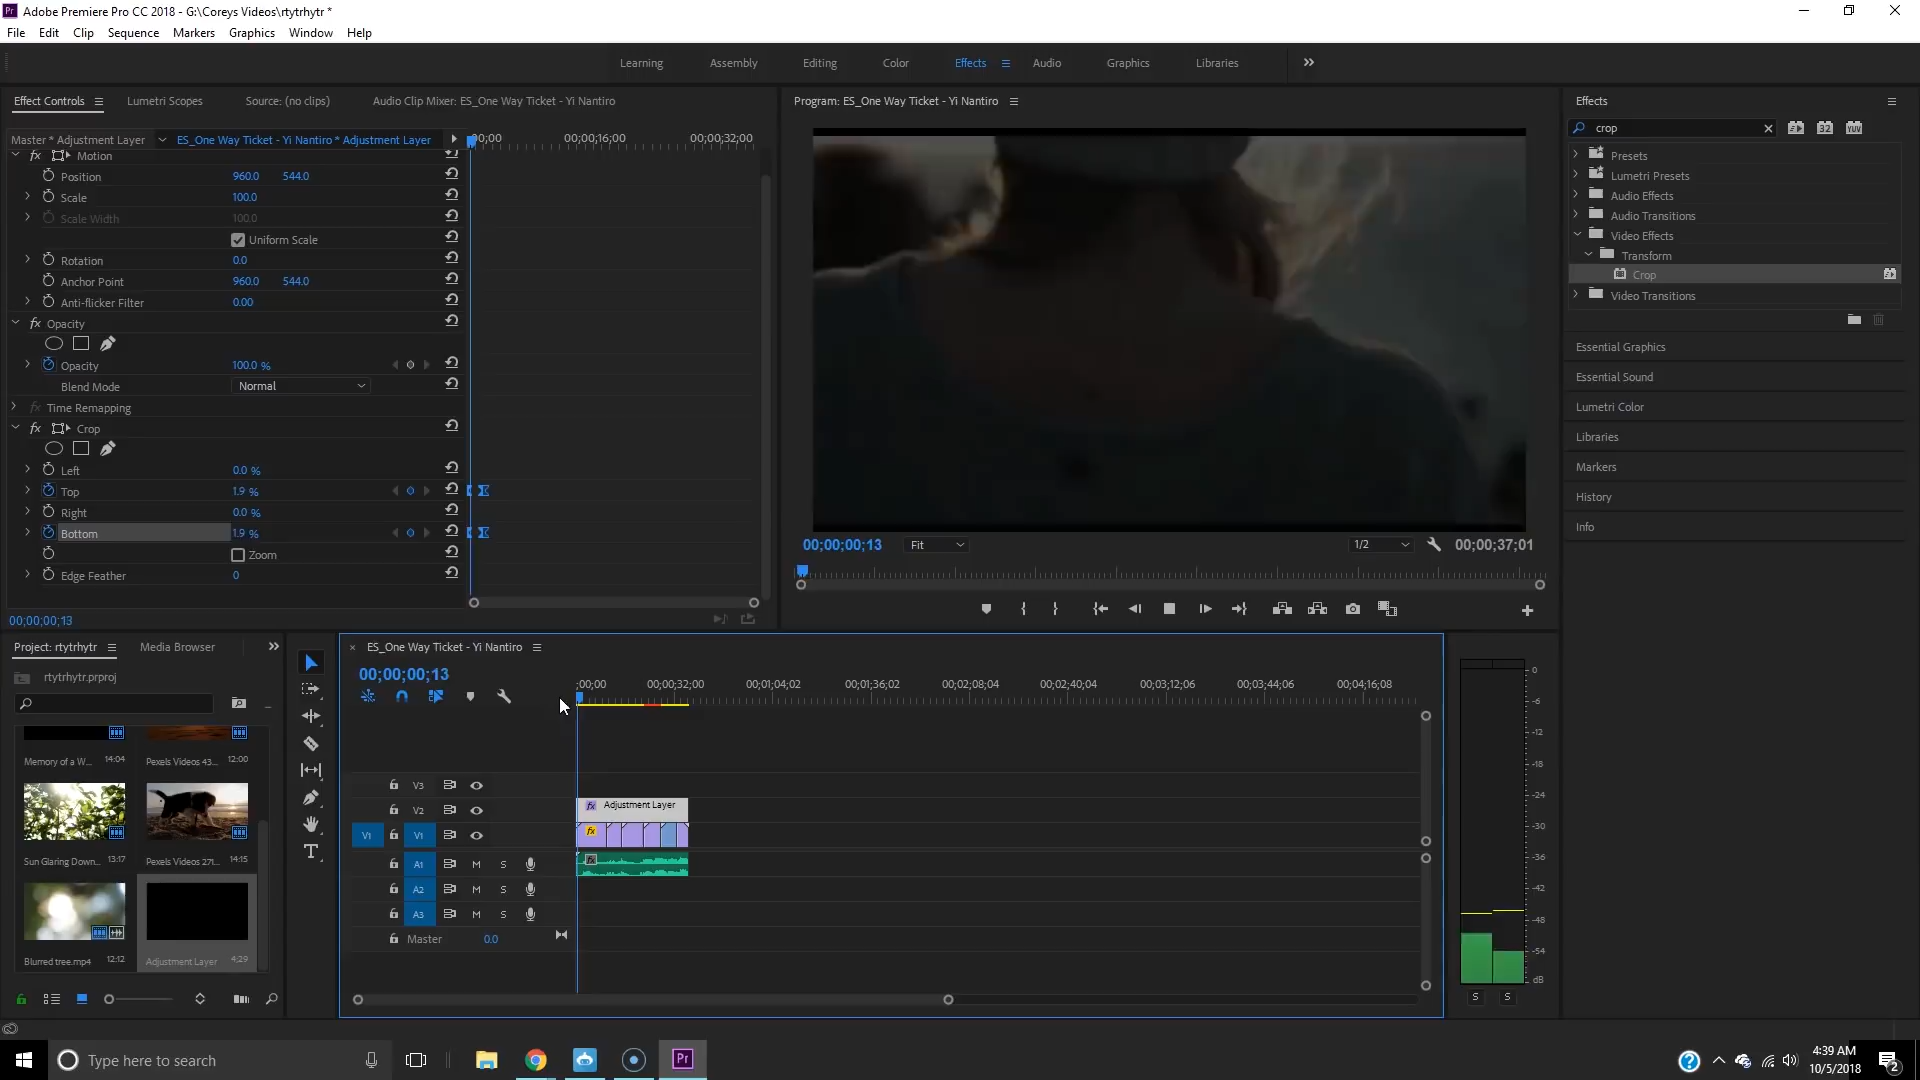 Pr Adobe Premiere Pro CC 2018 - G:\Coreys Videos\rtytrhytr *
File Edit Clip Sequence Markers Graphics Window Help
Learning Assembly Editing Color Effects Audio Graphics Libraries
Effect Controls Lumetri Scopes Source: (no clips) Audio Clip Mixer: ES_One Way Ticket - Yi Nantiro
Master * Adjustment Layer ES_One Way Ticket - Yi Nantiro * Adjustment Layer
;00;00 00;00;16;00 00;00;32;00
fx Motion
Position 960.0 544.0
Scale 100.0
Scale Width 100.0
Uniform Scale
Rotation 0.0
Anchor Point 960.0 544.0
Anti-flicker Filter 0.00
fx Opacity
Opacity 100.0 %
Blend Mode Normal
fx Time Remapping
fx Crop
Left 0.0 %
Top 1.9 %
Right 0.0 %
Bottom 1.9 %
Zoom
Edge Feather 0
00;00;00;13
Program: ES_One Way Ticket - Yi Nantiro
00;00;00;13 Fit 1/2 00;00;37;01
Effects
crop
32 YUV
Presets
Lumetri Presets
Audio Effects
Audio Transitions
Video Effects
Transform
Crop
Video Transitions
Essential Graphics
Essential Sound
Lumetri Color
Libraries
Markers
History
Info
Project: rtytrhytr Media Browser
rtytrhytr.prproj
Memory of a W... 14:04
Pexels Videos 43... 12:00
Sun Glaring Down... 13:17
Pexels Videos 271... 14:15
Blurred tree.mp4 12:12
Adjustment Layer 4;29
ES_One Way Ticket - Yi Nantiro
00;00;00;13
;00;00 00;00;32;00 00;01;04;02 00;01;36;02 00;02;08;04 00;02;40;04 00;03;12;06 00;03;44;06 00;04;16;08
V3
V2
fx Adjustment Layer
V1 V1
fx
A1 M S
fx
A2 M S
A3 M S
Master 0.0
0
-6
-12
-18
-24
-30
-36
-42
-48
-54
dB
S S
Type here to search
Pr
4:39 AM
10/5/2018
2